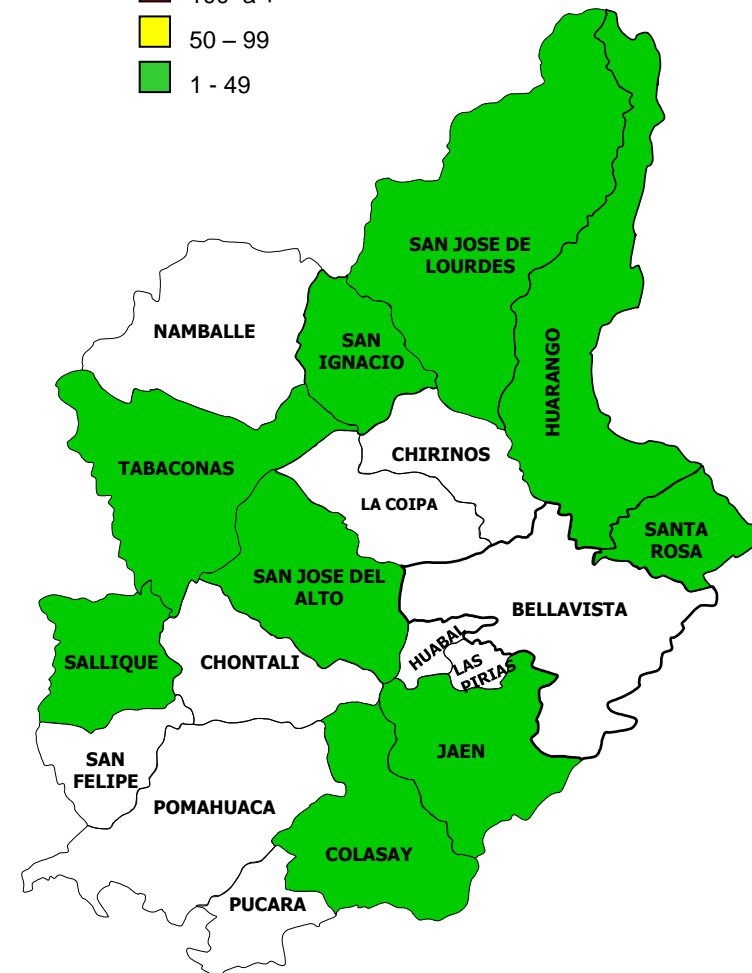 100 a +
50 – 99
1 - 49
SAN JOSE DE
LOURDES
NAMBALLE
SAN
IGNACIO
HUARANGO
CHIRINOS
TABACONAS
LA COIPA
SANTA
ROSA
SAN JOSE DEL
ALTO
BELLAVISTA
HUABAL
LAS
PIRIAS
SALLIQUE
CHONTALI
JAEN
SAN
FELIPE
POMAHUACA
COLASAY
PUCARA